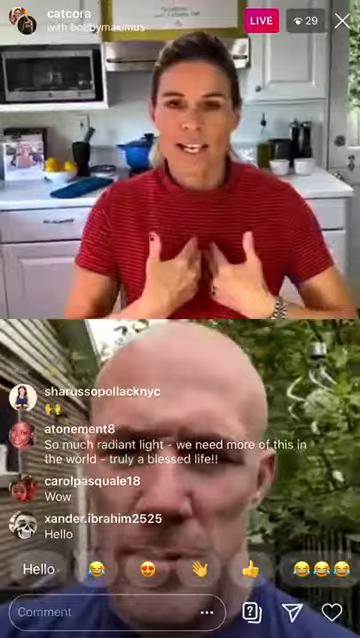 catcora
with bobbymaximus
LIVE
29
sharussopollacknyc
atonement8
So much radiant light - we need more of this in
the world - truly a blessed life!!
carolpasquale18
Wow
xander.ibrahim2525
Hello
Hello
Comment